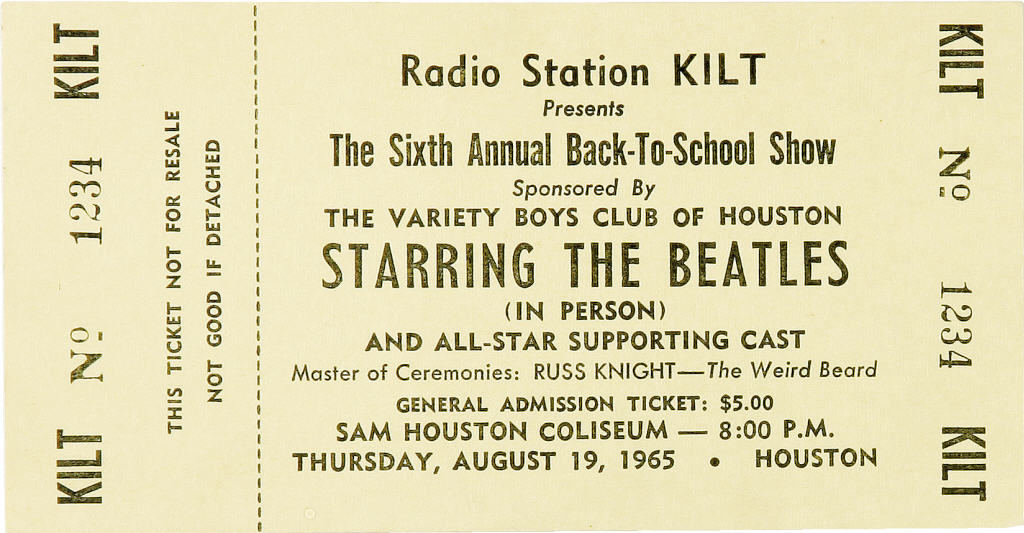 KILT Nº 1234 KILT
THIS TICKET NOT FOR RESALE
NOT GOOD IF DETACHED
Radio Station KILT
Presents
The Sixth Annual Back-To-School Show
Sponsored By
THE VARIETY BOYS CLUB OF HOUSTON
STARRING THE BEATLES
(IN PERSON)
AND ALL-STAR SUPPORTING CAST
Master of Ceremonies: RUSS KNIGHT—The Weird Beard
GENERAL ADMISSION TICKET: $5.00
SAM HOUSTON COLISEUM — 8:00 P.M.
THURSDAY, AUGUST 19, 1965 • HOUSTON
KILT Nº 1234 KILT